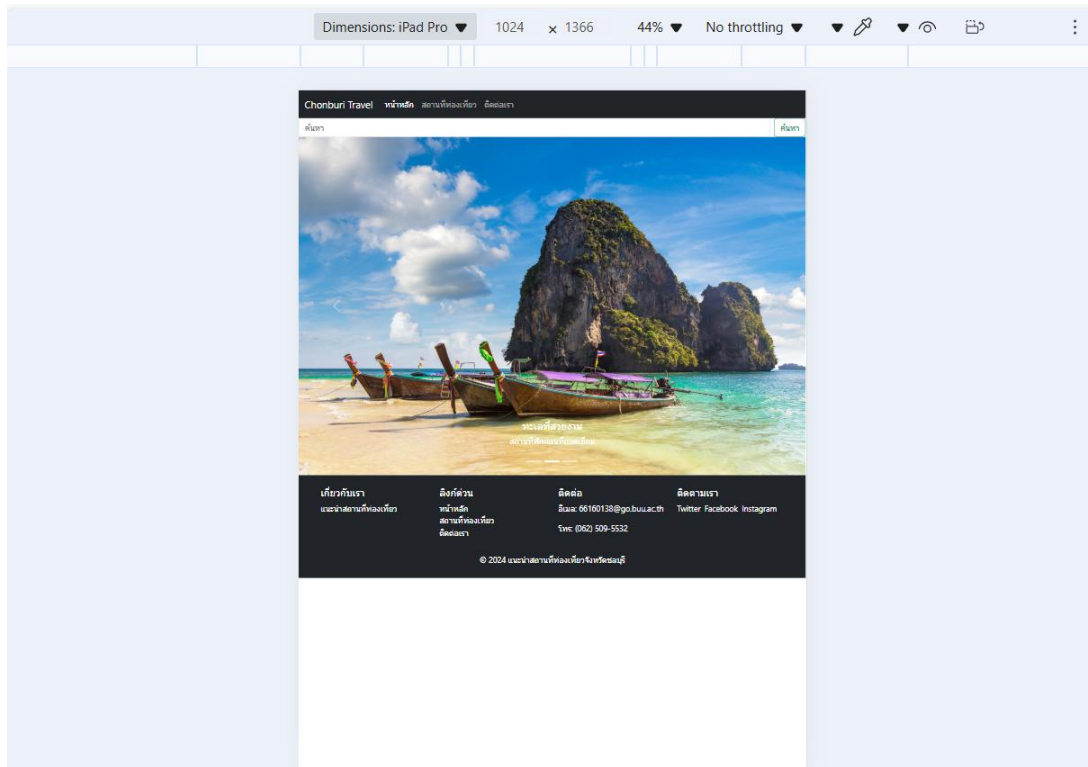 Dimensions: iPad Pro 1024 x 1366 44% No throttling
Chonburi Travel หน้าหลัก สถานที่ท่องเที่ยว ติดต่อเรา
ค้นหา ค้นหา
ทะเลที่สวยงาม
เกี่ยวกับเรา ลิงก์ด่วน ติดต่อ ติดตามเรา
แนะนำสถานที่ท่องเที่ยว หน้าหลัก อีเมล: 66160138@go.buu.ac.th Twitter Facebook Instagram
สถานที่ท่องเที่ยว
ติดต่อเรา โทร: (062) 509-5532
© 2024 แนะนำสถานที่ท่องเที่ยวจังหวัดชลบุรี